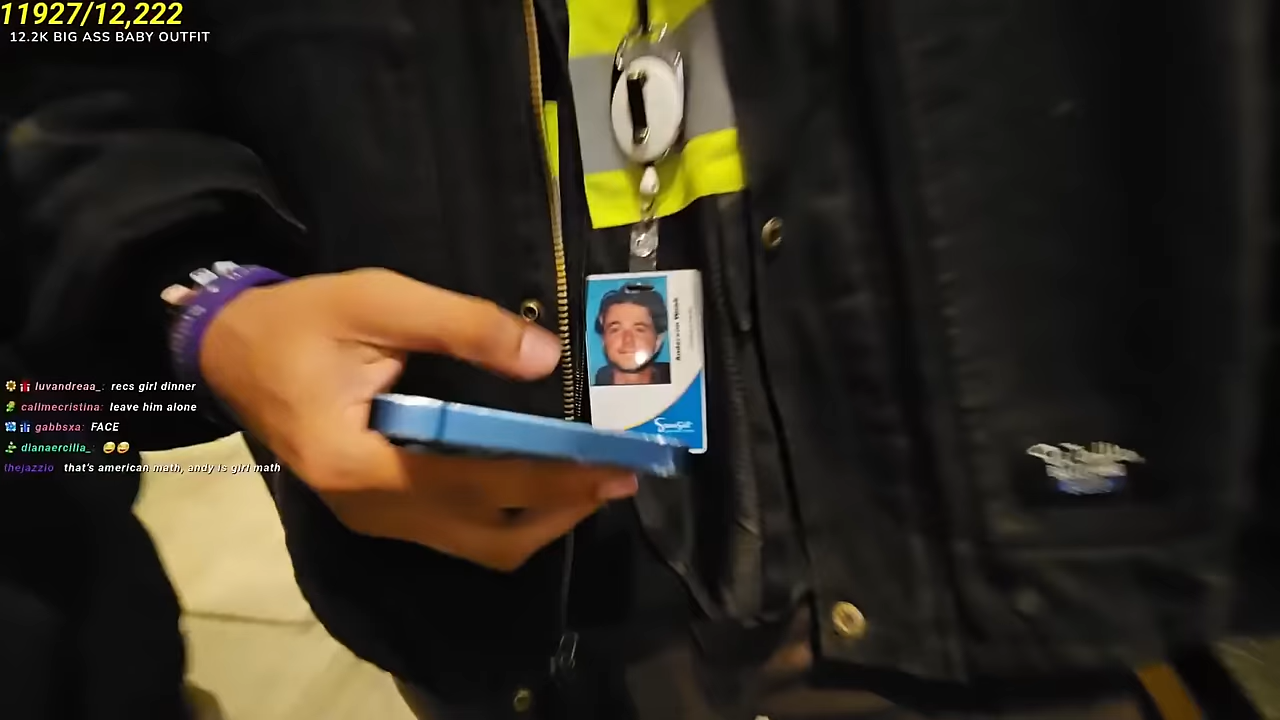 11927/12,222
12.2K BIG ASS BABY OUTFIT
luvandreaa_: recs girl dinner
callmecristina: leave him alone
gabbsxa: FACE
dianaercilla_:
thejazzio that's american math, andy is girl math